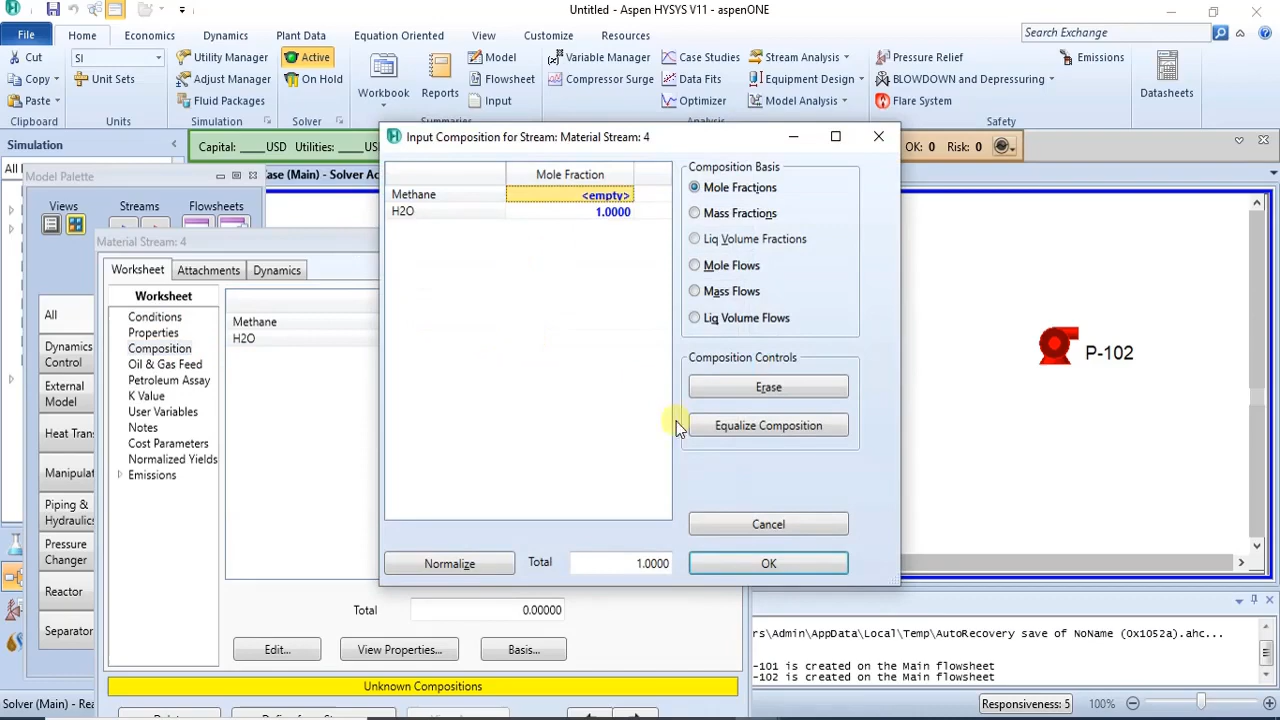 Untitled - Aspen HYSYS V11 - aspenONE
File Home Economics Dynamics Plant Data Equation Oriented View Customize Resources Search Exchange
Cut SI Utility Manager Active Model Variable Manager Case Studies Stream Analysis Pressure Relief Emissions
Copy Unit Sets Adjust Manager On Hold Workbook Reports Flowsheet Compressor Surge Data Fits Equipment Design BLOWDOWN and Depressuring Datasheets
Paste Fluid Packages Input Optimizer Model Analysis Flare System
Clipboard Units Simulation Solver Summaries Analysis Safety
Simulation Capital: ____ USD Utilities: ____ USD OK: 0 Risk: 0
Input Composition for Stream: Material Stream: 4
All
Model Palette
ase (Main) - Solver Ac
Views Streams Flowsheets
Mole Fraction
Methane <empty>
H2O 1.0000
Composition Basis
Mole Fractions
Mass Fractions
Liq Volume Fractions
Mole Flows
Mass Flows
Liq Volume Flows
Composition Controls
Erase
Equalize Composition
Cancel
OK
Normalize Total 1.0000
Material Stream: 4
Worksheet Attachments Dynamics
Worksheet
Conditions
Properties
Composition
Oil & Gas Feed
Petroleum Assay
K Value
User Variables
Notes
Cost Parameters
Normalized Yields
Emissions
Methane
H2O
Total 0.00000
Edit... View Properties... Basis...
Unknown Compositions
All
Dynamics
Control
External
Model
Heat Tran
Manipulat
Piping &
Hydraulics
Pressure
Changer
Reactor
Separator
P-102
rs\Admin\AppData\Local\Temp\AutoRecovery save of NoName (0x1052a).ahc...
-101 is created on the Main flowsheet
-102 is created on the Main flowsheet
Solver (Main) - Rea
Responsiveness: 5 100%